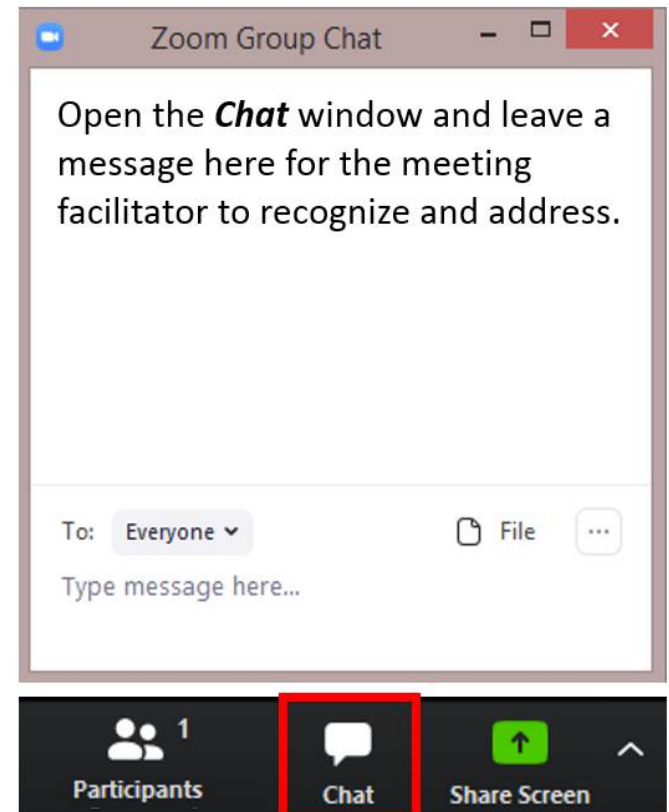 Zoom Group Chat
Open the Chat window and leave a
message here for the meeting
facilitator to recognize and address.
To: Everyone File ...
Type message here...
1
Participants Chat Share Screen